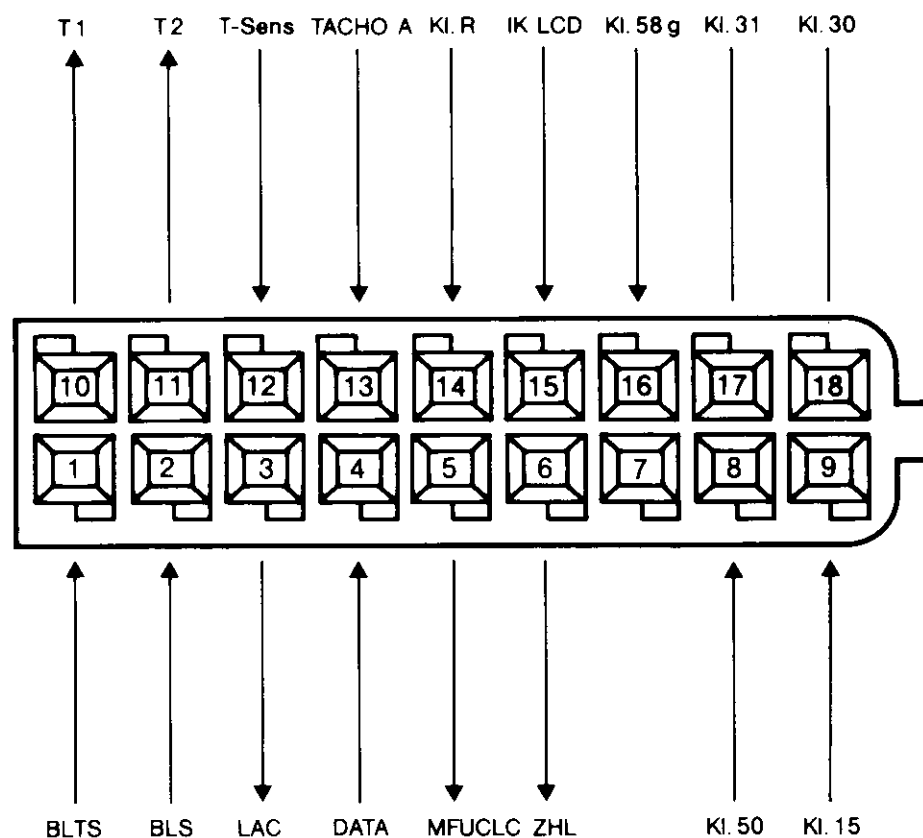 T1 T2 T-Sens TACHO A Kl. R IK LCD Kl. 58 g Kl. 31 Kl. 30
10 11 12 13 14 15 16 17 18
1 2 3 4 5 6 7 8 9
BLTS BLS LAC DATA MFUCLC ZHL Kl. 50 Kl. 15